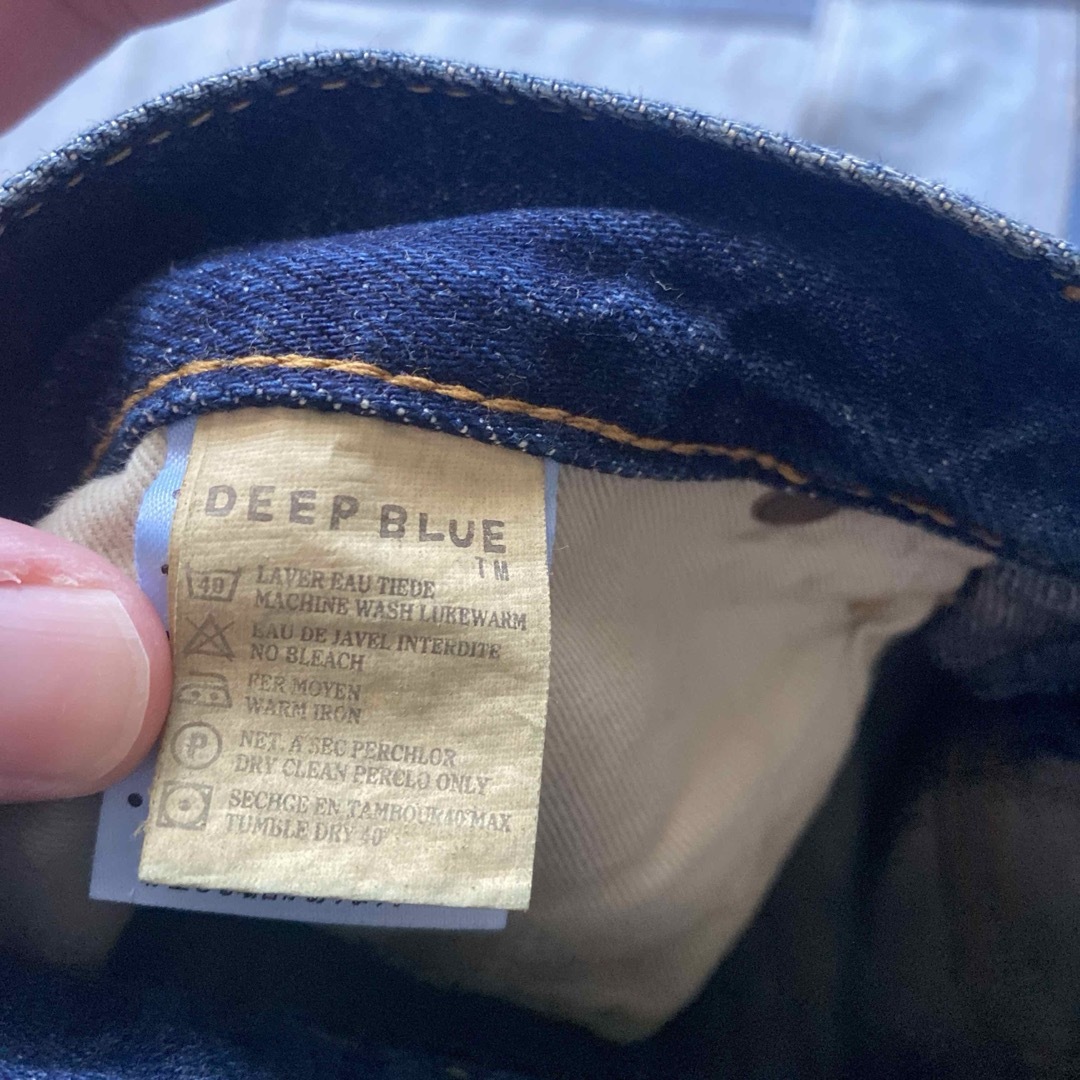 DEEP BLUE
TM
40
LAVER EAU TIEDE
MACHINE WASH LUKEWARM
EAU DE JAVEL INTERDITE
NO BLEACH
FER MOYEN
WARM IRON
P
NET. A SEC PERCHLOR
DRY CLEAN PERCLO ONLY
SECHGE EN TAMBOUR40°MAX
TUMBLE DRY 40°